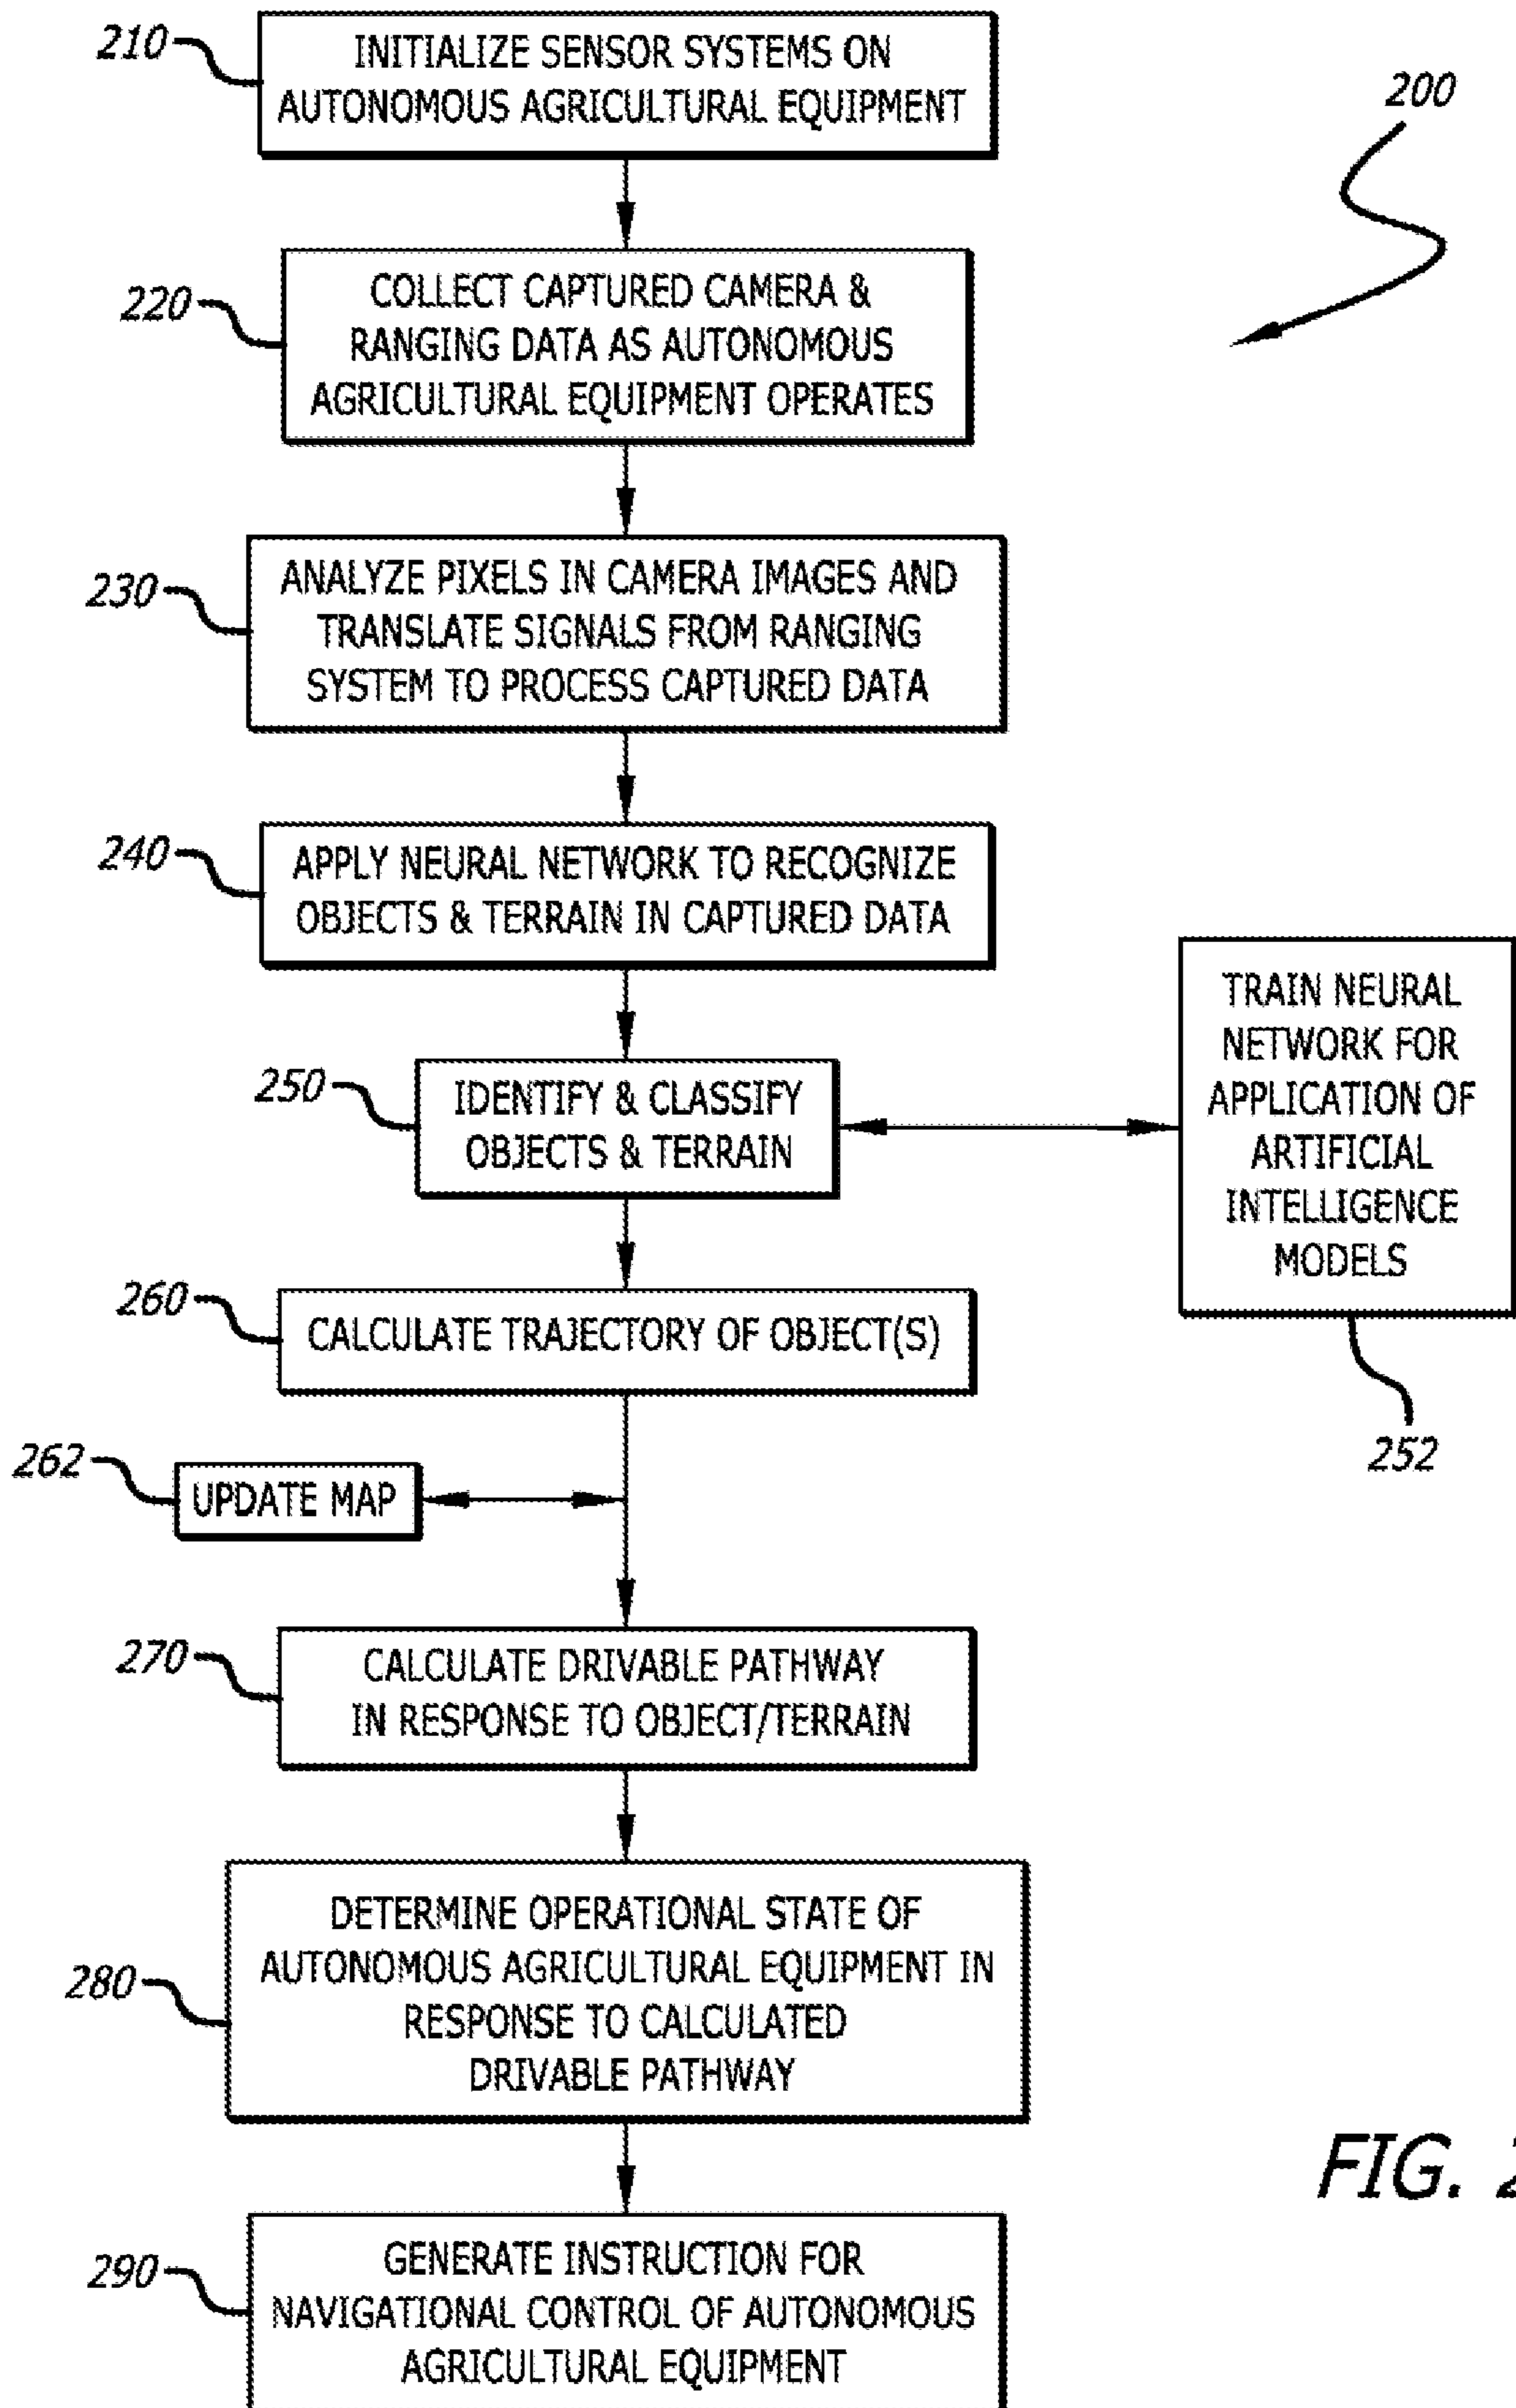 210
INITIALIZE SENSOR SYSTEMS ON
AUTONOMOUS AGRICULTURAL EQUIPMENT
200
220
COLLECT CAPTURED CAMERA &
RANGING DATA AS AUTONOMOUS
AGRICULTURAL EQUIPMENT OPERATES
230
ANALYZE PIXELS IN CAMERA IMAGES AND
TRANSLATE SIGNALS FROM RANGING
SYSTEM TO PROCESS CAPTURED DATA
240
APPLY NEURAL NETWORK TO RECOGNIZE
OBJECTS & TERRAIN IN CAPTURED DATA
250
IDENTIFY & CLASSIFY
OBJECTS & TERRAIN
TRAIN NEURAL
NETWORK FOR
APPLICATION OF
ARTIFICIAL
INTELLIGENCE
MODELS
252
260
CALCULATE TRAJECTORY OF OBJECT(S)
262
UPDATE MAP
270
CALCULATE DRIVABLE PATHWAY
IN RESPONSE TO OBJECT/TERRAIN
280
DETERMINE OPERATIONAL STATE OF
AUTONOMOUS AGRICULTURAL EQUIPMENT IN
RESPONSE TO CALCULATED
DRIVABLE PATHWAY
FIG. 2
290
GENERATE INSTRUCTION FOR
NAVIGATIONAL CONTROL OF AUTONOMOUS
AGRICULTURAL EQUIPMENT